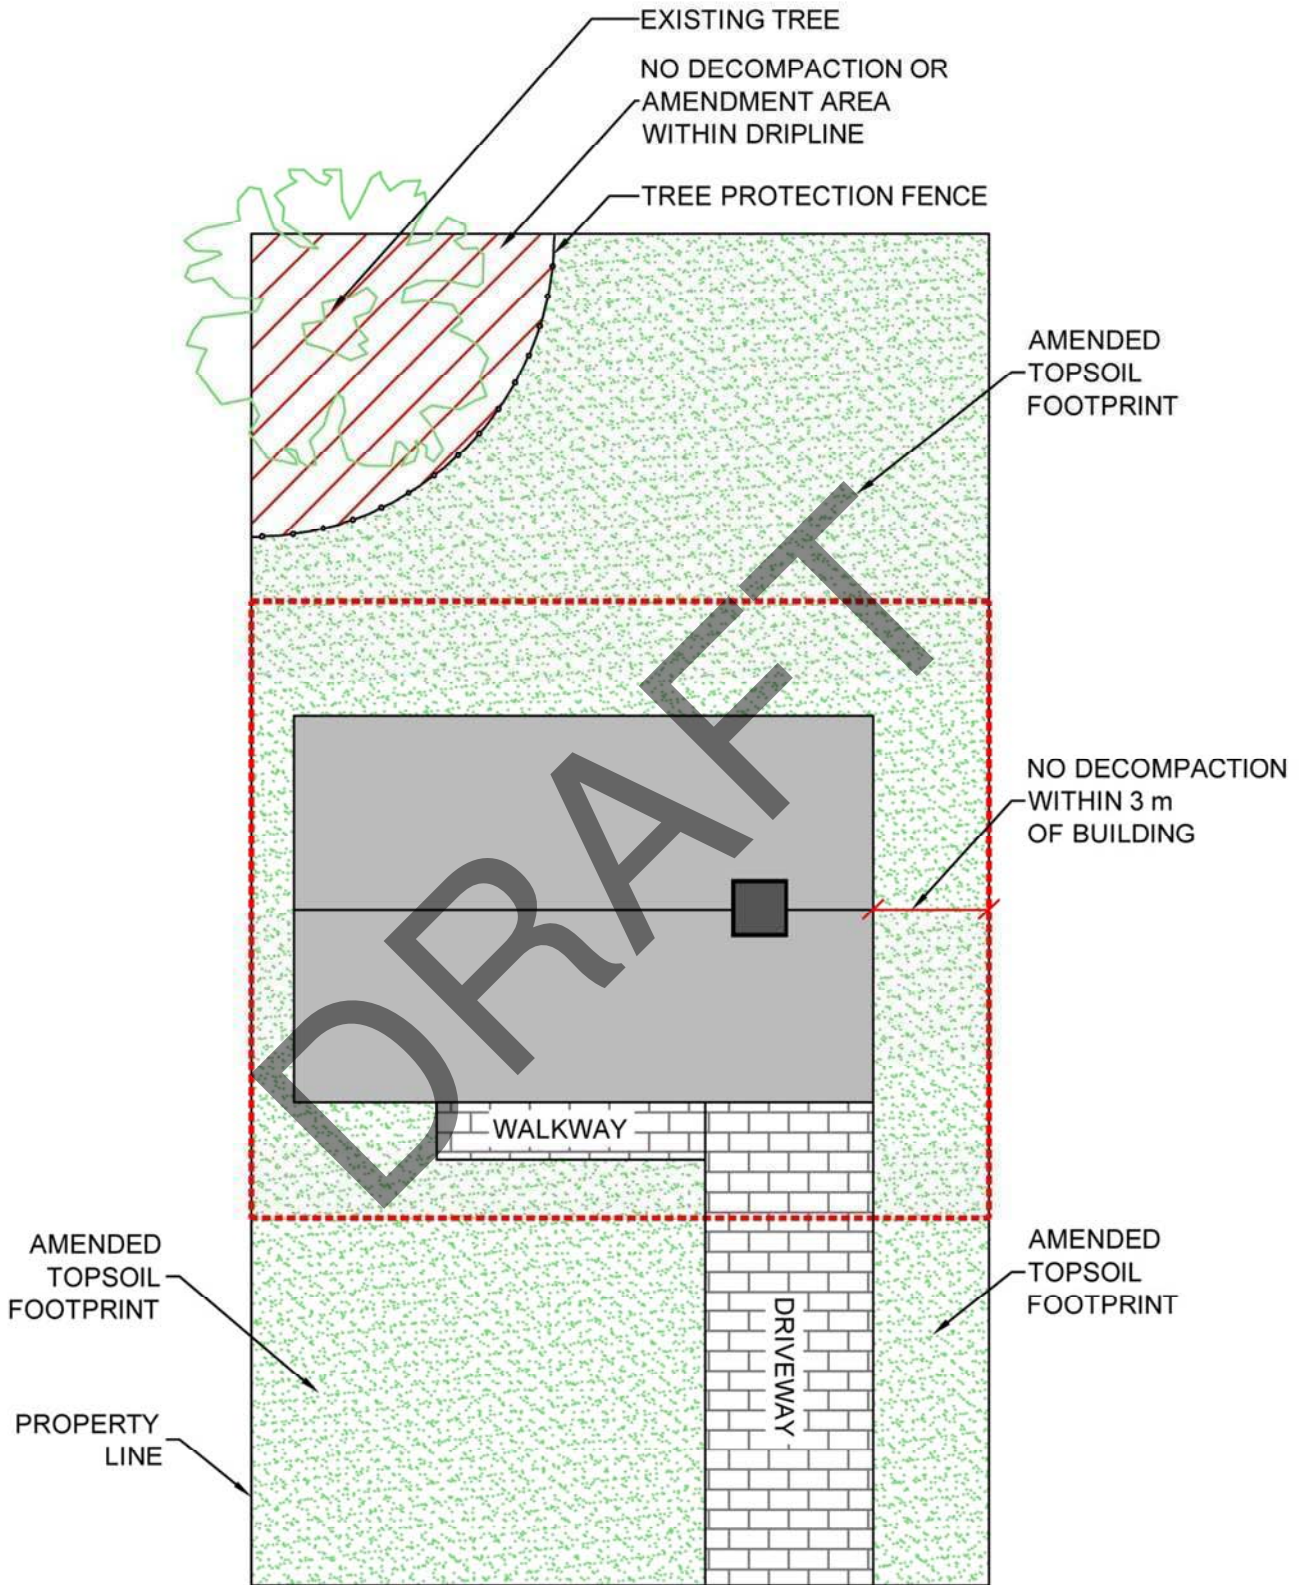 EXISTING TREE
NO DECOMPACTION OR
AMENDMENT AREA
WITHIN DRIPLINE
TREE PROTECTION FENCE
AMENDED
TOPSOIL
FOOTPRINT
DRAFT
NO DECOMPACTION
WITHIN 3 m
OF BUILDING
WALKWAY
AMENDED
TOPSOIL
FOOTPRINT
AMENDED
TOPSOIL
FOOTPRINT
DRIVEWAY
PROPERTY
LINE